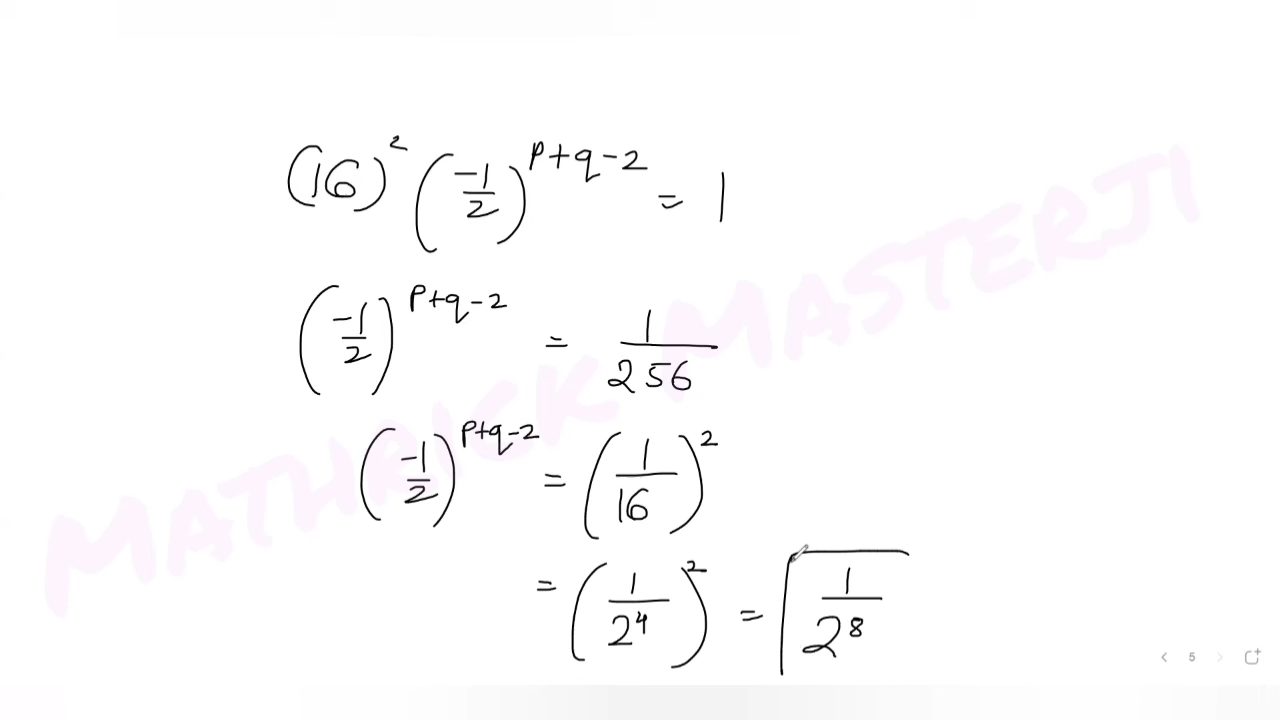 (16)^2 (-1/2)^(p+q-2) = 1
(-1/2)^(p+q-2) = 1/256
(-1/2)^(p+q-2) = (1/16)^2
= (1/2^4)^2 = 1/2^8
MATHRICK MASTERJI
< 5 >